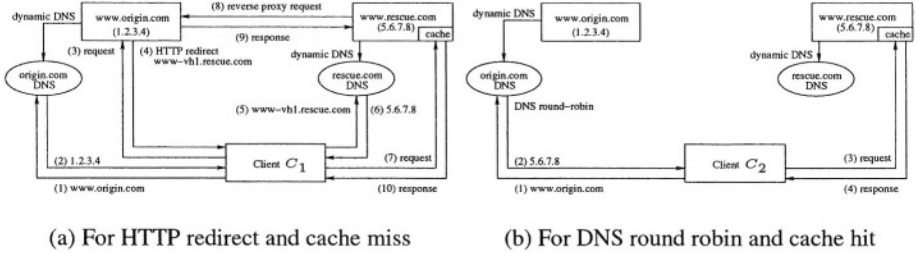 (8) reverse proxy request
www.origin.com
(1.2.3.4)
dynamic DNS
(9) response
www.rescue.com
(5.6.7.8)
cache
(3) request
(4) HTTP redirect
www-vh1.rescue.com
dynamic DNS
origin.com
DNS
rescue.com
DNS
(5) www-vh1.rescue.com
(6) 5.6.7.8
(2) 1.2.3.4
Client C1
(7) request
(1) www.origin.com
(10) response
(a) For HTTP redirect and cache miss
dynamic DNS
www.origin.com
(1.2.3.4)
www.rescue.com
(5.6.7.8)
cache
dynamic DNS
origin.com
DNS
rescue.com
DNS
DNS round-robin
(2) 5.6.7.8
Client C2
(3) request
(1) www.origin.com
(4) response
(b) For DNS round robin and cache hit